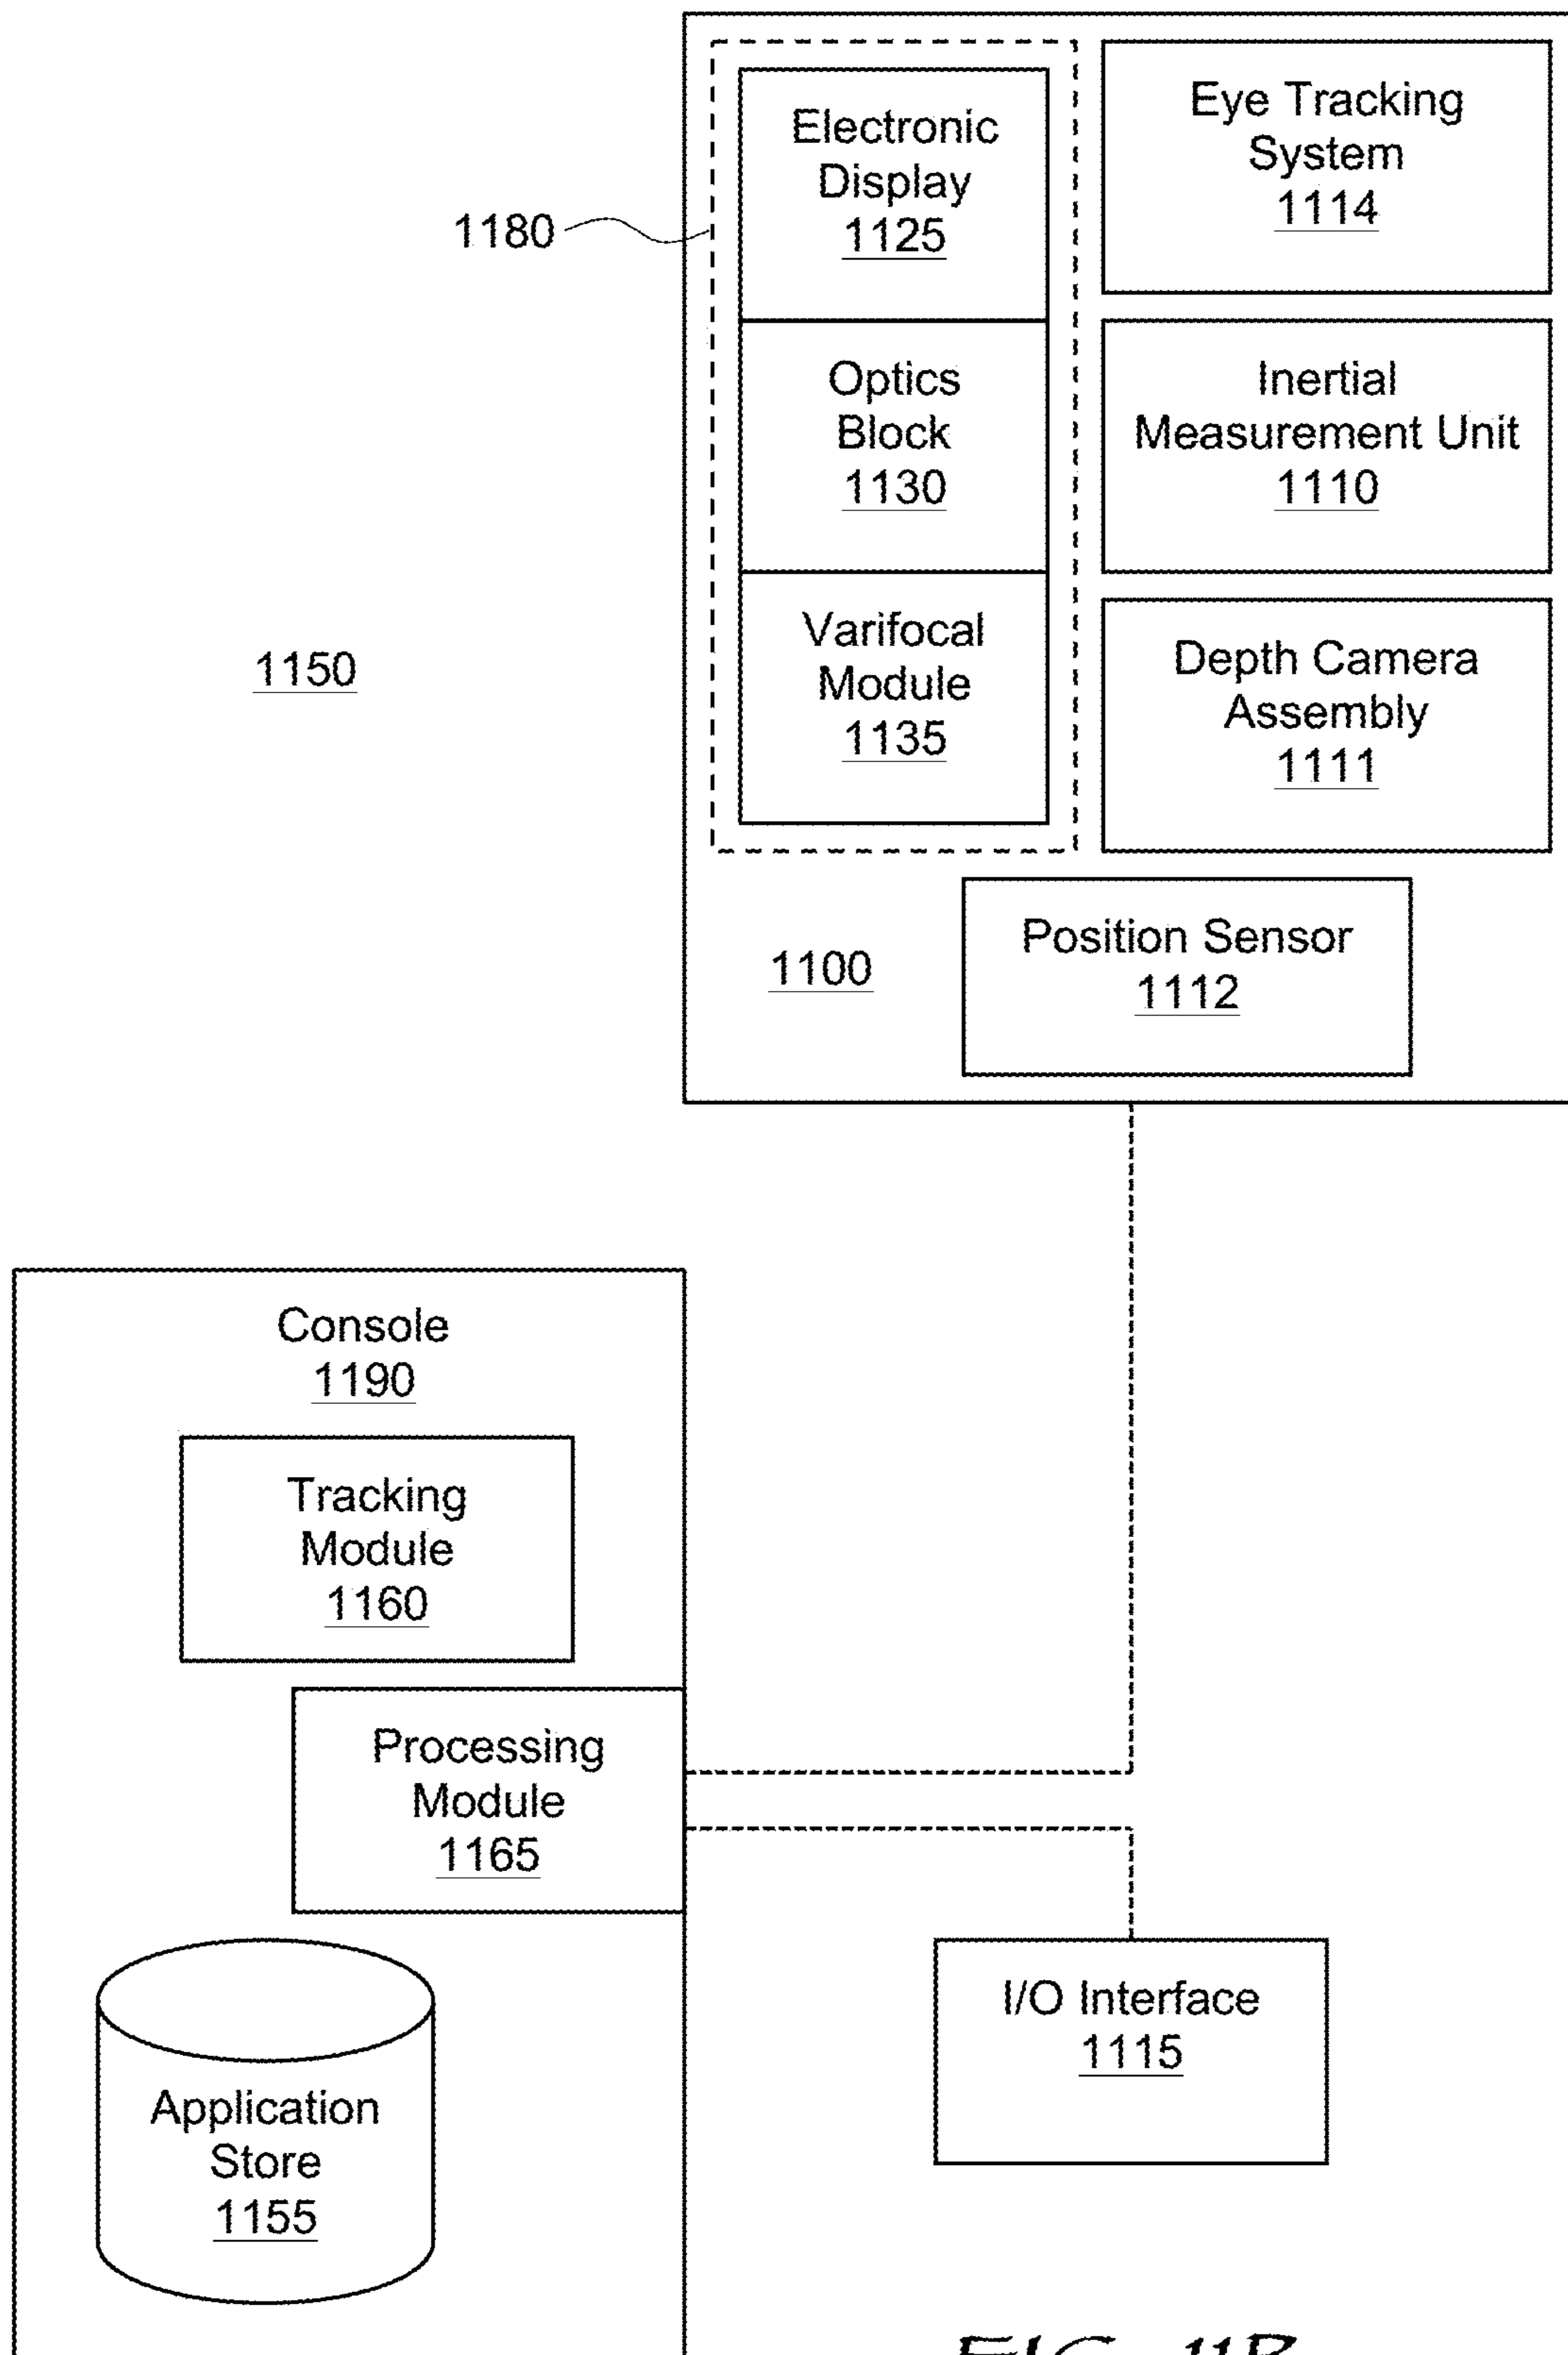 Electronic
Display
1125
Eye Tracking
System
1114
1180
Optics
Block
1130
Inertial
Measurement Unit
1110
Varifocal
Module
1135
Depth Camera
Assembly
1111
1150
Position Sensor
1112
1100
Console
1190
Tracking
Module
1160
Processing
Module
1165
I/O Interface
1115
Application
Store
1155
FIG. 11B